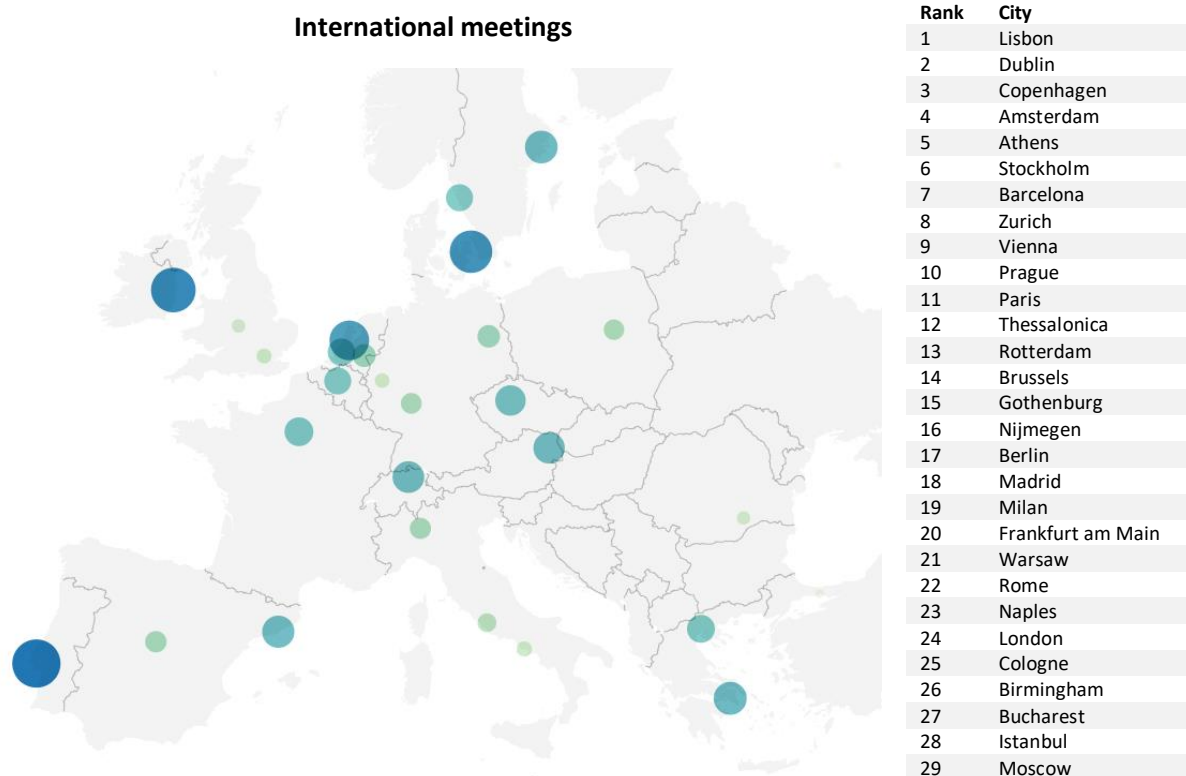 International meetings
Rank City
1 Lisbon
2 Dublin
3 Copenhagen
4 Amsterdam
5 Athens
6 Stockholm
7 Barcelona
8 Zurich
9 Vienna
10 Prague
11 Paris
12 Thessalonica
13 Rotterdam
14 Brussels
15 Gothenburg
16 Nijmegen
17 Berlin
18 Madrid
19 Milan
20 Frankfurt am Main
21 Warsaw
22 Rome
23 Naples
24 London
25 Cologne
26 Birmingham
27 Bucharest
28 Istanbul
29 Moscow